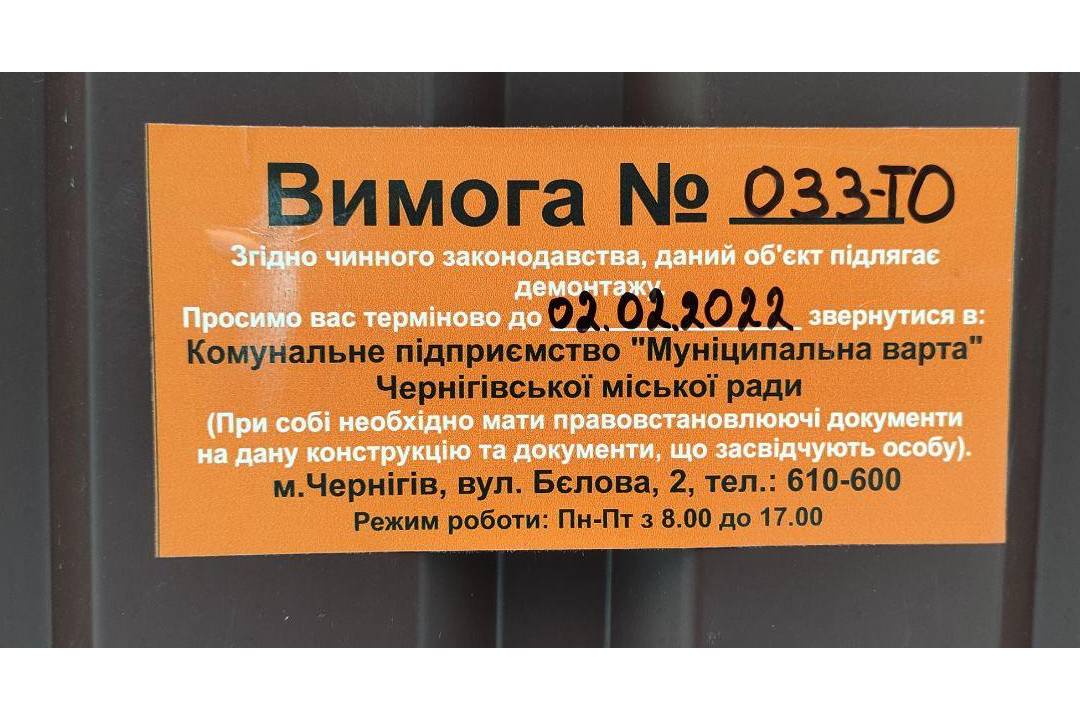 Вимога № 033-ГО
Згідно чинного законодавства, даний об'єкт підлягає
демонтажу.
Просимо вас терміново до 02.02.2022 звернутися в:
Комунальне підприємство "Муніципальна варта"
Чернігівської міської ради
(При собі необхідно мати правовстановлюючі документи
на дану конструкцію та документи, що засвідчують особу).
м.Чернігів, вул. Бєлова, 2, тел.: 610-600
Режим роботи: Пн-Пт з 8.00 до 17.00